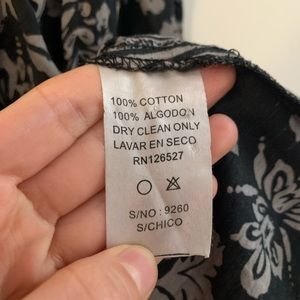 100% COTTON
100% ALGODON
DRY CLEAN ONLY
LAVAR EN SECO
RN126527
S/NO : 9260
S/CHICO